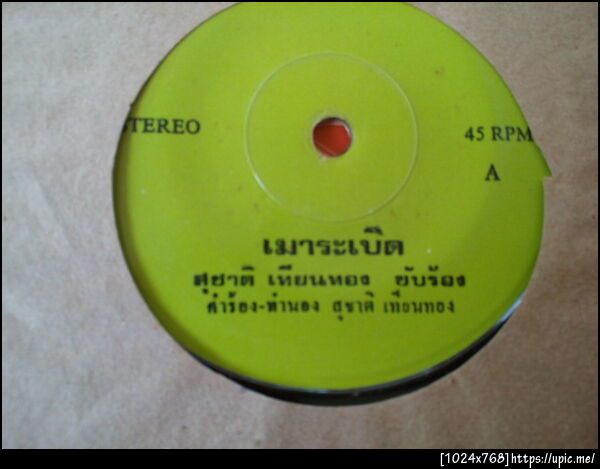 STEREO
45 RPM
A
เมาระเบิด
สุชาติ เทียนทอง ขับร้อง
คำร้อง-ทำนอง สุชาติ เทียนทอง
[1024x768]https://upic.me/